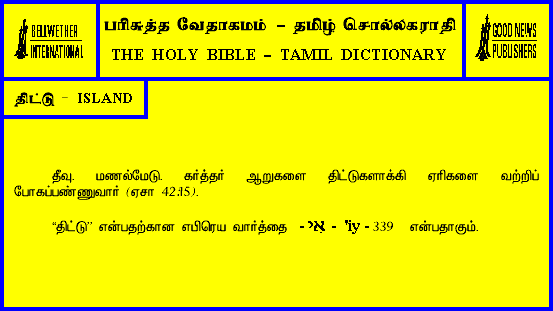 BELLWETHER
INTERNATIONAL
பரிசுத்த வேதாகமம் – தமிழ் சொல்லகராதி
THE HOLY BIBLE – TAMIL DICTIONARY
GOOD NEWS
PUBLISHERS
திட்டு – ISLAND
தீவு. மணல்மேடு. கர்த்தர் ஆறுகளை திட்டுகளாக்கி ஏரிகளை வற்றிப்
போகப்பண்ணுவார் (ஏசா 42:15).
“திட்டு” என்பதற்கான எபிரெய வார்த்தை - אִי - 'iy - 339 என்பதாகும்.